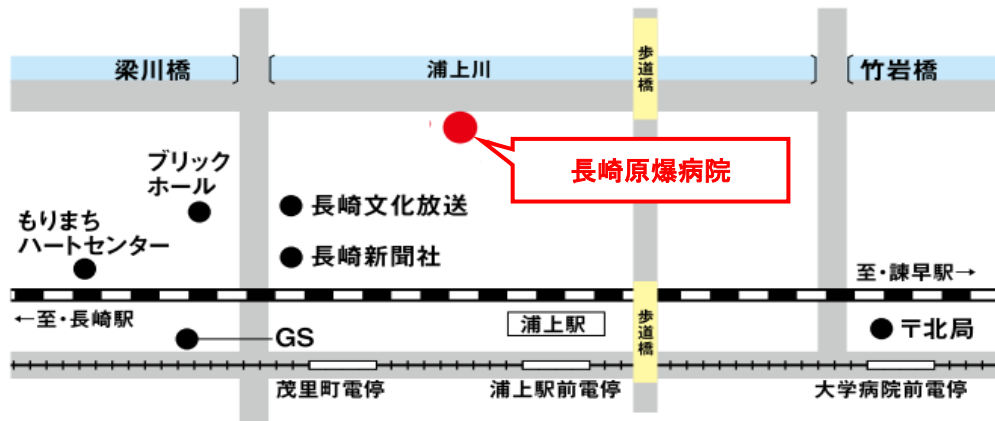 梁川橋
浦上川
歩道橋
竹岩橋
長崎原爆病院
ブリック
ホール
もりまち
ハートセンター
長崎文化放送
長崎新聞社
至・諫早駅→
←至・長崎駅
GS
浦上駅
歩道橋
〒北局
茂里町電停
浦上駅前電停
大学病院前電停